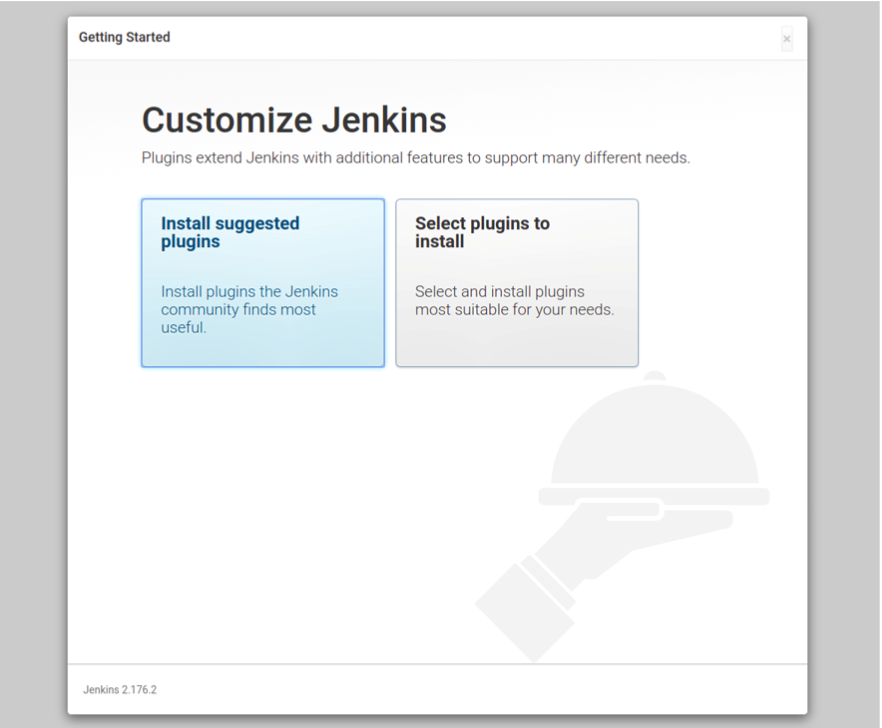 Getting Started
×
Customize Jenkins
Plugins extend Jenkins with additional features to support many different needs.
Install suggested
plugins
Install plugins the Jenkins
community finds most
useful.
Select plugins to
install
Select and install plugins
most suitable for your needs.
Jenkins 2.176.2